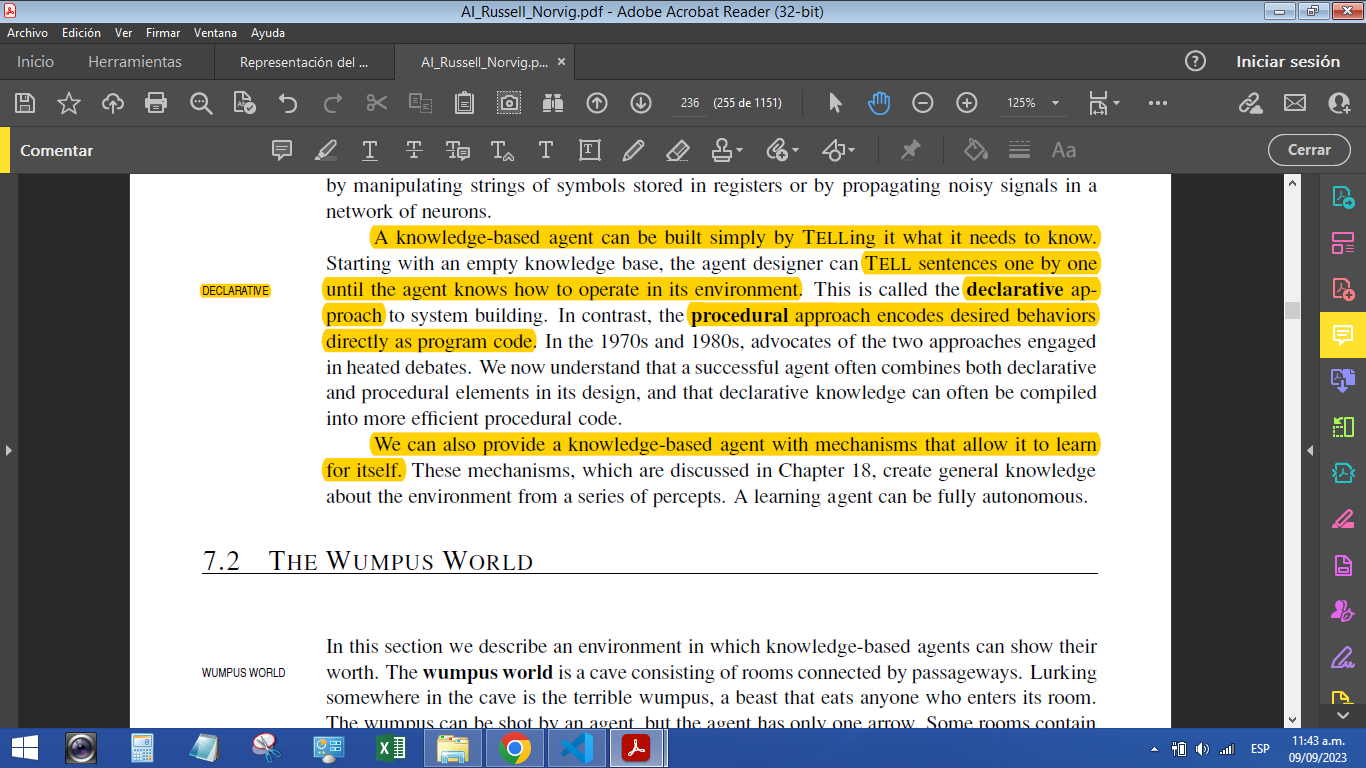 AI_Russell_Norvig.pdf - Adobe Acrobat Reader (32-bit)
Archivo Edición Ver Firmar Ventana Ayuda
Inicio Herramientas Representación del ... AI_Russell_Norvig.p... × Iniciar sesión
236 (255 de 1151) 125%
Comentar Cerrar
by manipulating strings of symbols stored in registers or by propagating noisy signals in a
network of neurons.
A knowledge-based agent can be built simply by TELLing it what it needs to know.
Starting with an empty knowledge base, the agent designer can TELL sentences one by one
DECLARATIVE until the agent knows how to operate in its environment. This is called the declarative ap-
proach to system building. In contrast, the procedural approach encodes desired behaviors
directly as program code. In the 1970s and 1980s, advocates of the two approaches engaged
in heated debates. We now understand that a successful agent often combines both declarative
and procedural elements in its design, and that declarative knowledge can often be compiled
into more efficient procedural code.
We can also provide a knowledge-based agent with mechanisms that allow it to learn
for itself. These mechanisms, which are discussed in Chapter 18, create general knowledge
about the environment from a series of percepts. A learning agent can be fully autonomous.
7.2 THE WUMPUS WORLD
In this section we describe an environment in which knowledge-based agents can show their
WUMPUS WORLD worth. The wumpus world is a cave consisting of rooms connected by passageways. Lurking
somewhere in the cave is the terrible wumpus, a beast that eats anyone who enters its room.
The wumpus can be shot by an agent, but the agent has only one arrow. Some rooms contain
ESP 11:43 a.m.
09/09/2023